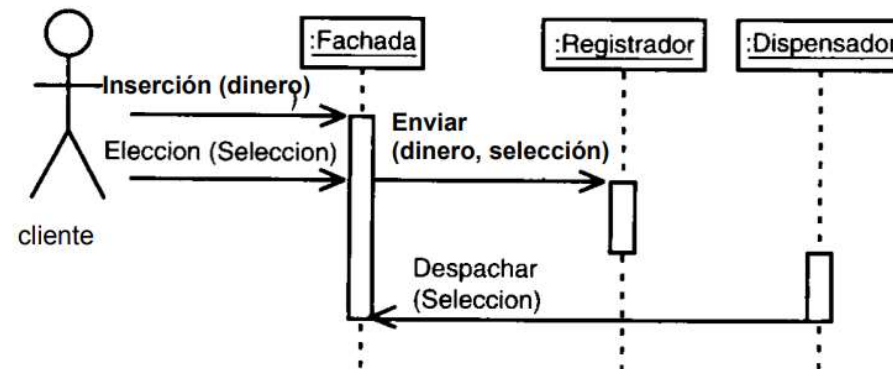 :Fachada
:Registrador
:Dispensador
Inserción (dinero)
Enviar
(dinero, selección)
Eleccion (Seleccion)
cliente
Despachar
(Seleccion)